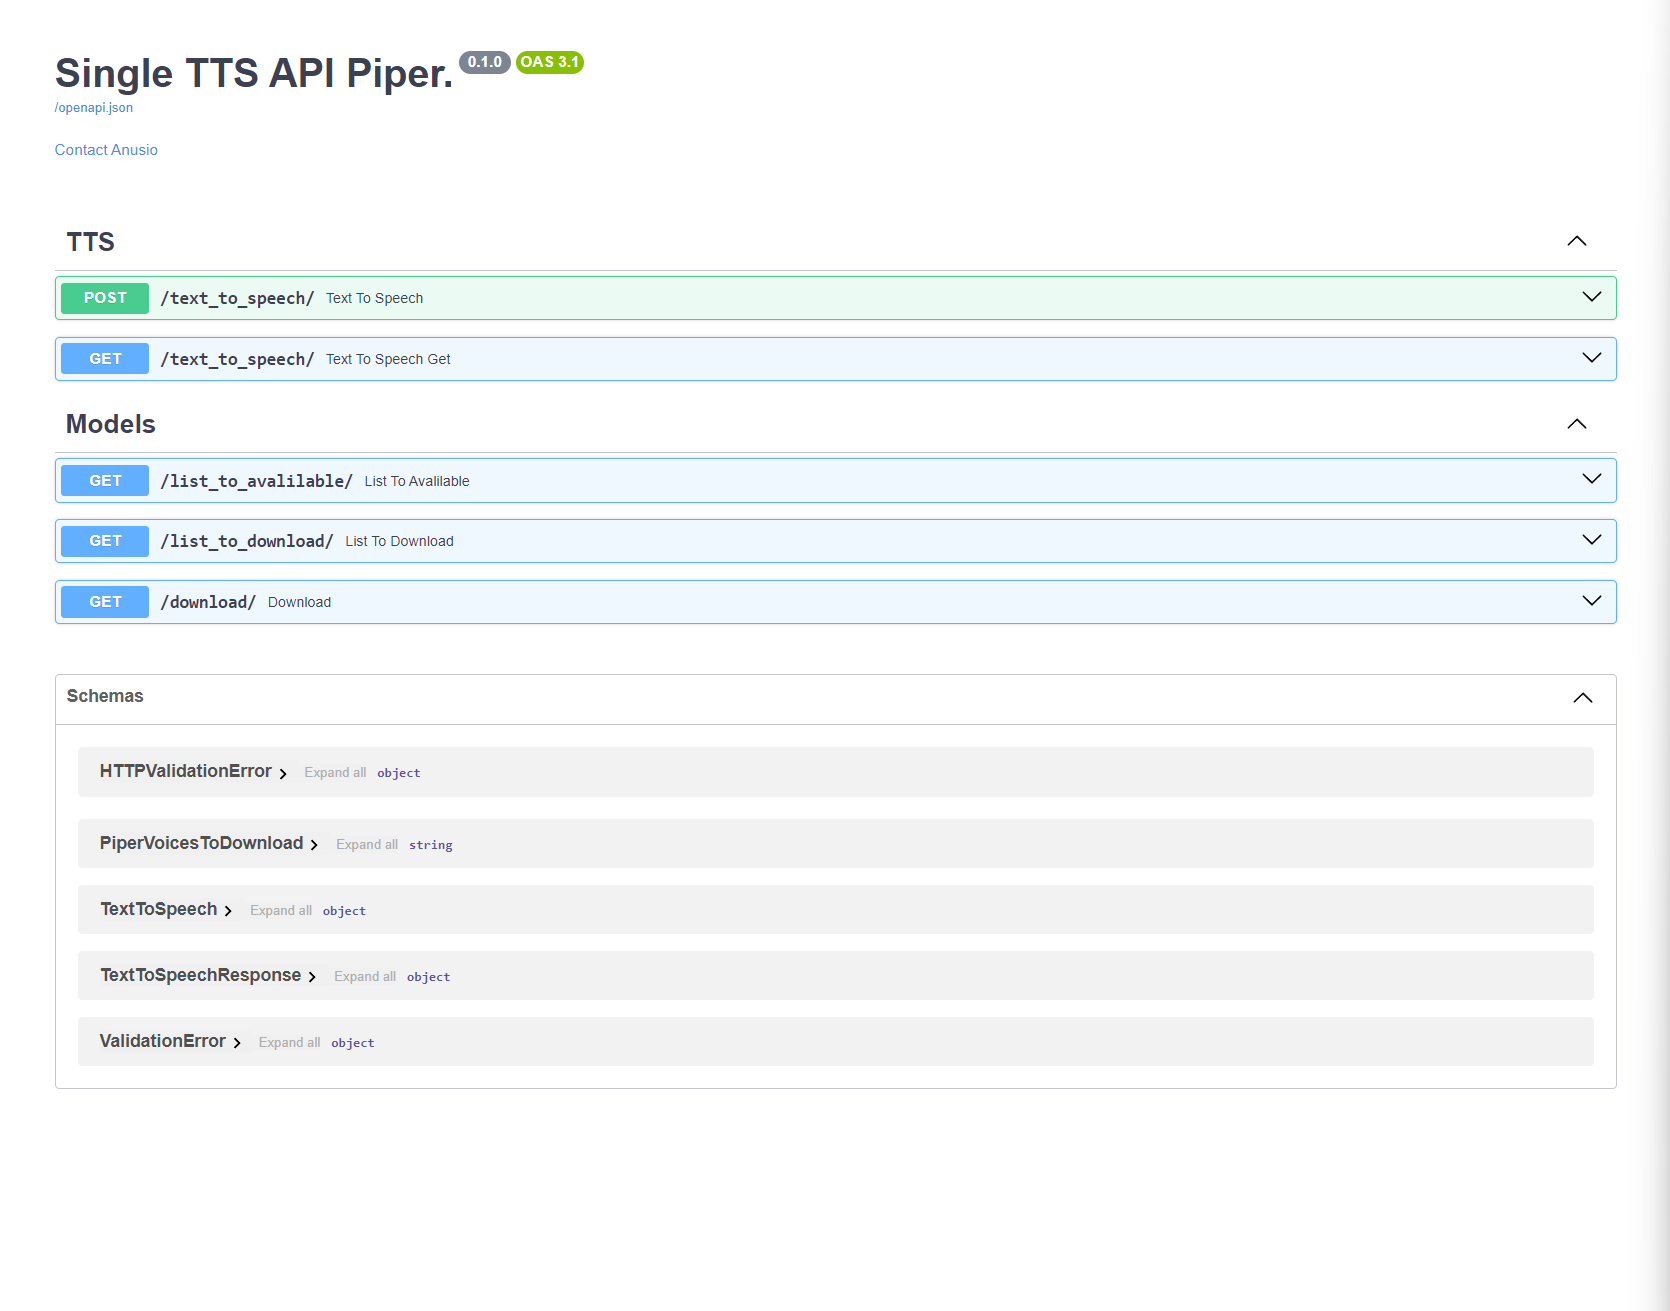 Single TTS API Piper. 0.1.0 OAS 3.1
/openapi.json
Contact Anusio
TTS
POST /text_to_speech/ Text To Speech
GET /text_to_speech/ Text To Speech Get
Models
GET /list_to_avalilable/ List To Avalilable
GET /list_to_download/ List To Download
GET /download/ Download
Schemas
HTTPValidationError Expand all object
PiperVoicesToDownload Expand all string
TextToSpeech Expand all object
TextToSpeechResponse Expand all object
ValidationError Expand all object